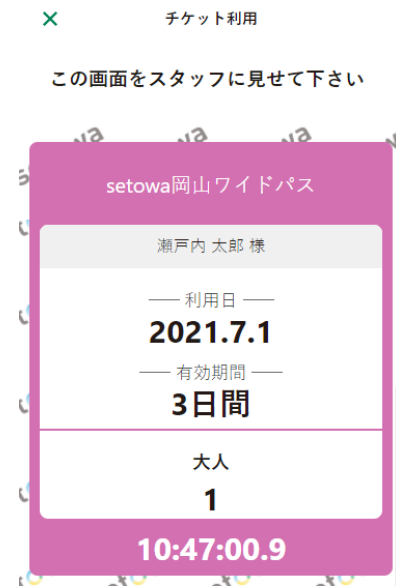 ×
チケット利用
この画面をスタッフに見せて下さい
setowa岡山ワイドパス
瀬戸内 太郎 様
利用日
2021.7.1
有効期間
3日間
大人
1
10:47:00.9